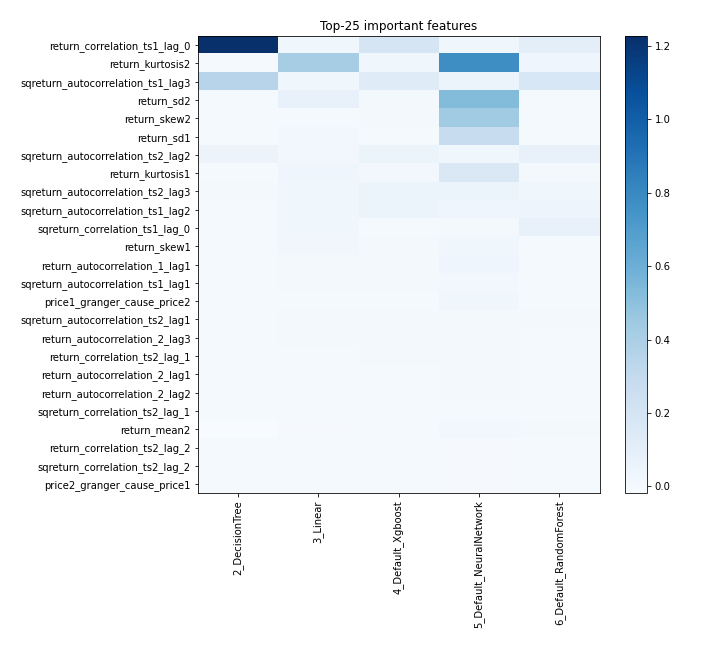 Top-25 important features
return_correlation_ts1_lag_0
return_kurtosis2
sqreturn_autocorrelation_ts1_lag3
return_sd2
return_skew2
return_sd1
sqreturn_autocorrelation_ts2_lag2
return_kurtosis1
sqreturn_autocorrelation_ts2_lag3
sqreturn_autocorrelation_ts1_lag2
sqreturn_correlation_ts1_lag_0
return_skew1
return_autocorrelation_1_lag1
sqreturn_autocorrelation_ts1_lag1
price1_granger_cause_price2
sqreturn_autocorrelation_ts2_lag1
return_autocorrelation_2_lag3
return_correlation_ts2_lag_1
return_autocorrelation_2_lag1
return_autocorrelation_2_lag2
sqreturn_correlation_ts2_lag_1
return_mean2
return_correlation_ts2_lag_2
sqreturn_correlation_ts2_lag_2
price2_granger_cause_price1
2_DecisionTree
3_Linear
4_Default_Xgboost
5_Default_NeuralNetwork
6_Default_RandomForest
1.2
1.0
0.8
0.6
0.4
0.2
0.0